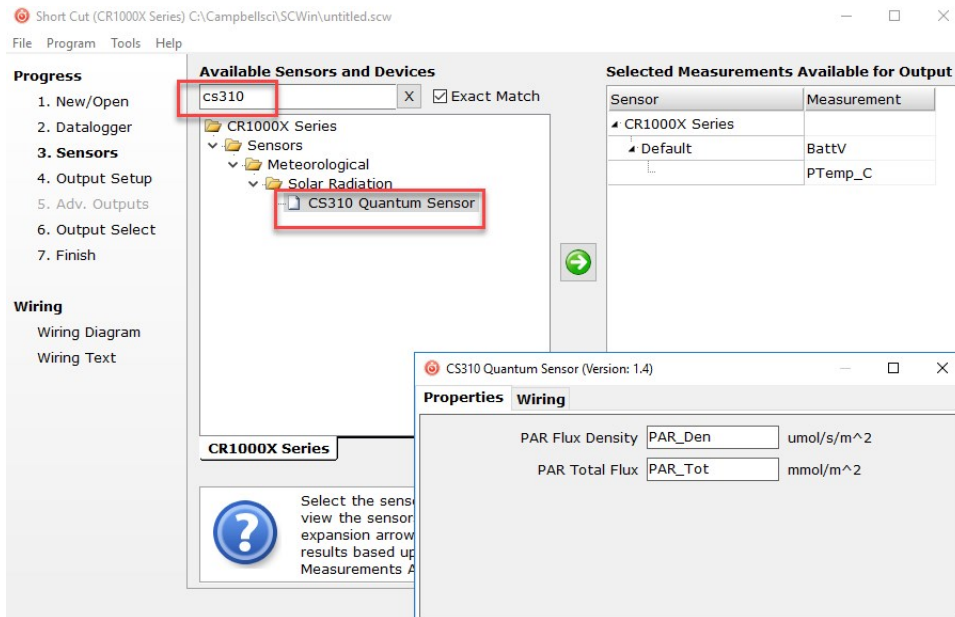 Short Cut (CR1000X Series) C:\Campbellsci\SCWin\untitled.scw
File Program Tools Help
Progress
1. New/Open
2. Datalogger
3. Sensors
4. Output Setup
5. Adv. Outputs
6. Output Select
7. Finish
Wiring
Wiring Diagram
Wiring Text
Available Sensors and Devices
cs310 X Exact Match
CR1000X Series
Sensors
Meteorological
Solar Radiation
CS310 Quantum Sensor
CR1000X Series
Selected Measurements Available for Output
Sensor Measurement
CR1000X Series
Default BattV
PTemp_C
Select the sens
view the sensor
expansion arrow
results based up
Measurements A
CS310 Quantum Sensor (Version: 1.4)
Properties Wiring
PAR Flux Density PAR_Den umol/s/m^2
PAR Total Flux PAR_Tot mmol/m^2